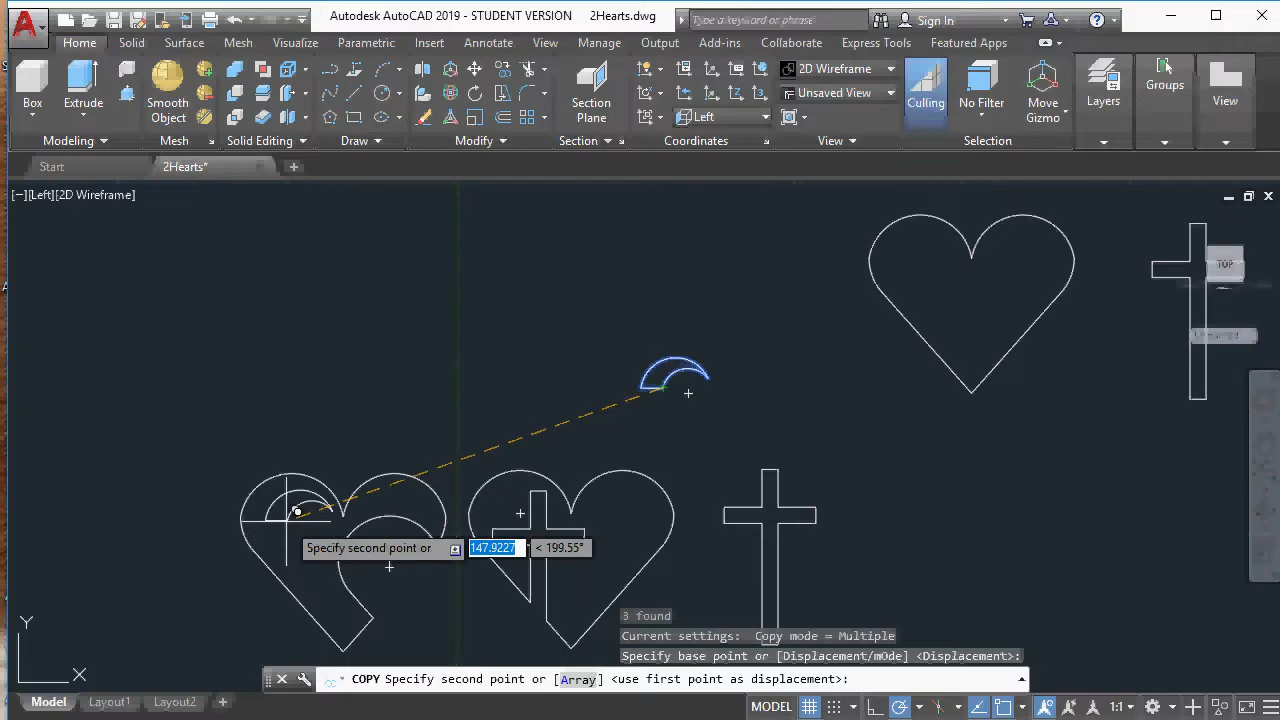 Autodesk AutoCAD 2019 - STUDENT VERSION 2Hearts.dwg Type a keyword or phrase Sign In
Home Solid Surface Mesh Visualize Parametric Insert Annotate View Manage Output Add-ins Collaborate Express Tools Featured Apps
2D Wireframe
Unsaved View
Left
Box Extrude Smooth Object Section Plane Culling No Filter Move Gizmo Layers Groups View
Modeling Mesh Solid Editing Draw Modify Section Coordinates View Selection
Start 2Hearts*
[−][Left][2D Wireframe]
TOP
Specify second point or 147.9227 < 199.55°
3 found
Current settings: Copy mode = Multiple
Specify base point or [Displacement/mOde] <Displacement>:
Y
X
COPY Specify second point or [Array] <use first point as displacement>:
Model Layout1 Layout2 MODEL 1:1